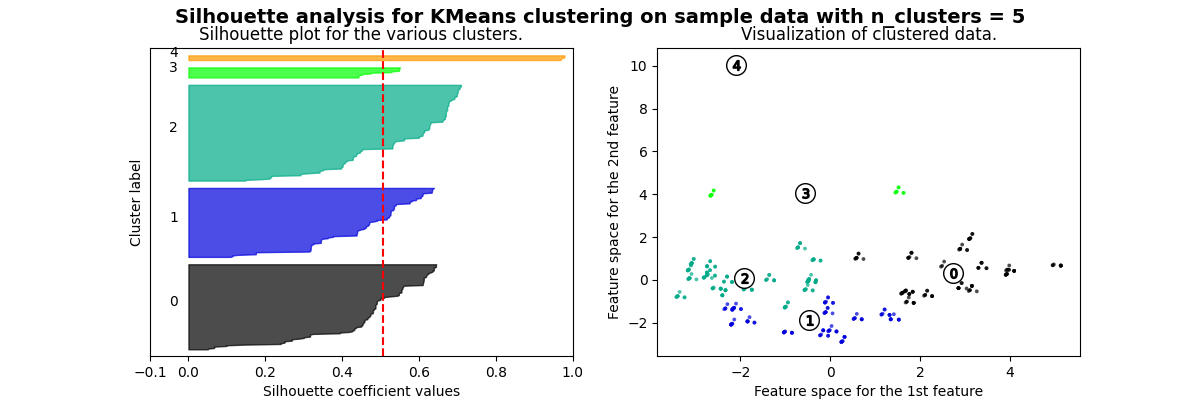 Silhouette analysis for KMeans clustering on sample data with n_clusters = 5
Silhouette plot for the various clusters.
Cluster label
4
3
2
1
0
−0.1 0.0 0.2 0.4 0.6 0.8 1.0
Silhouette coefficient values
Visualization of clustered data.
Feature space for the 2nd feature
10
8
6
4
2
0
−2
4
3
2
0
1
−2 0 2 4
Feature space for the 1st feature